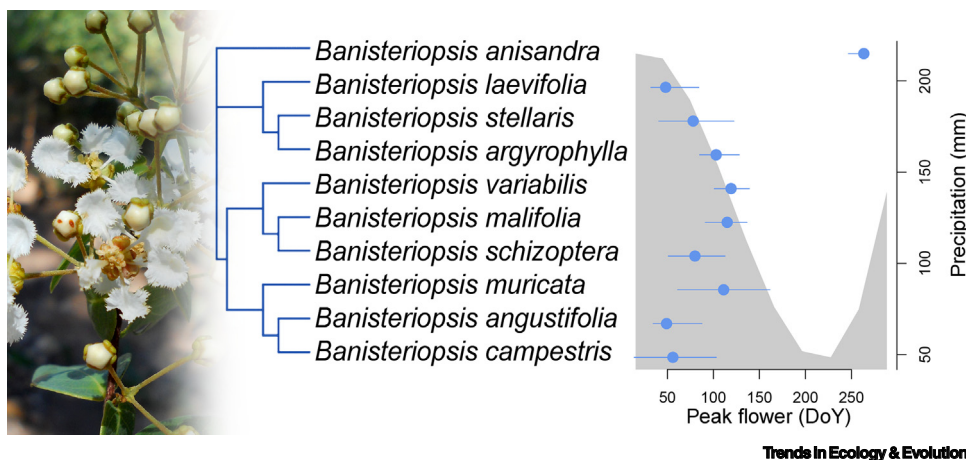 Banisteriopsis anisandra
Banisteriopsis laevifolia
Banisteriopsis stellaris
Banisteriopsis argyrophylla
Banisteriopsis variabilis
Banisteriopsis malifolia
Banisteriopsis schizoptera
Banisteriopsis muricata
Banisteriopsis angustifolia
Banisteriopsis campestris
50 100 150 200 250
Peak flower (DoY)
200
150
100
50
Precipitation (mm)
Trends in Ecology & Evolution